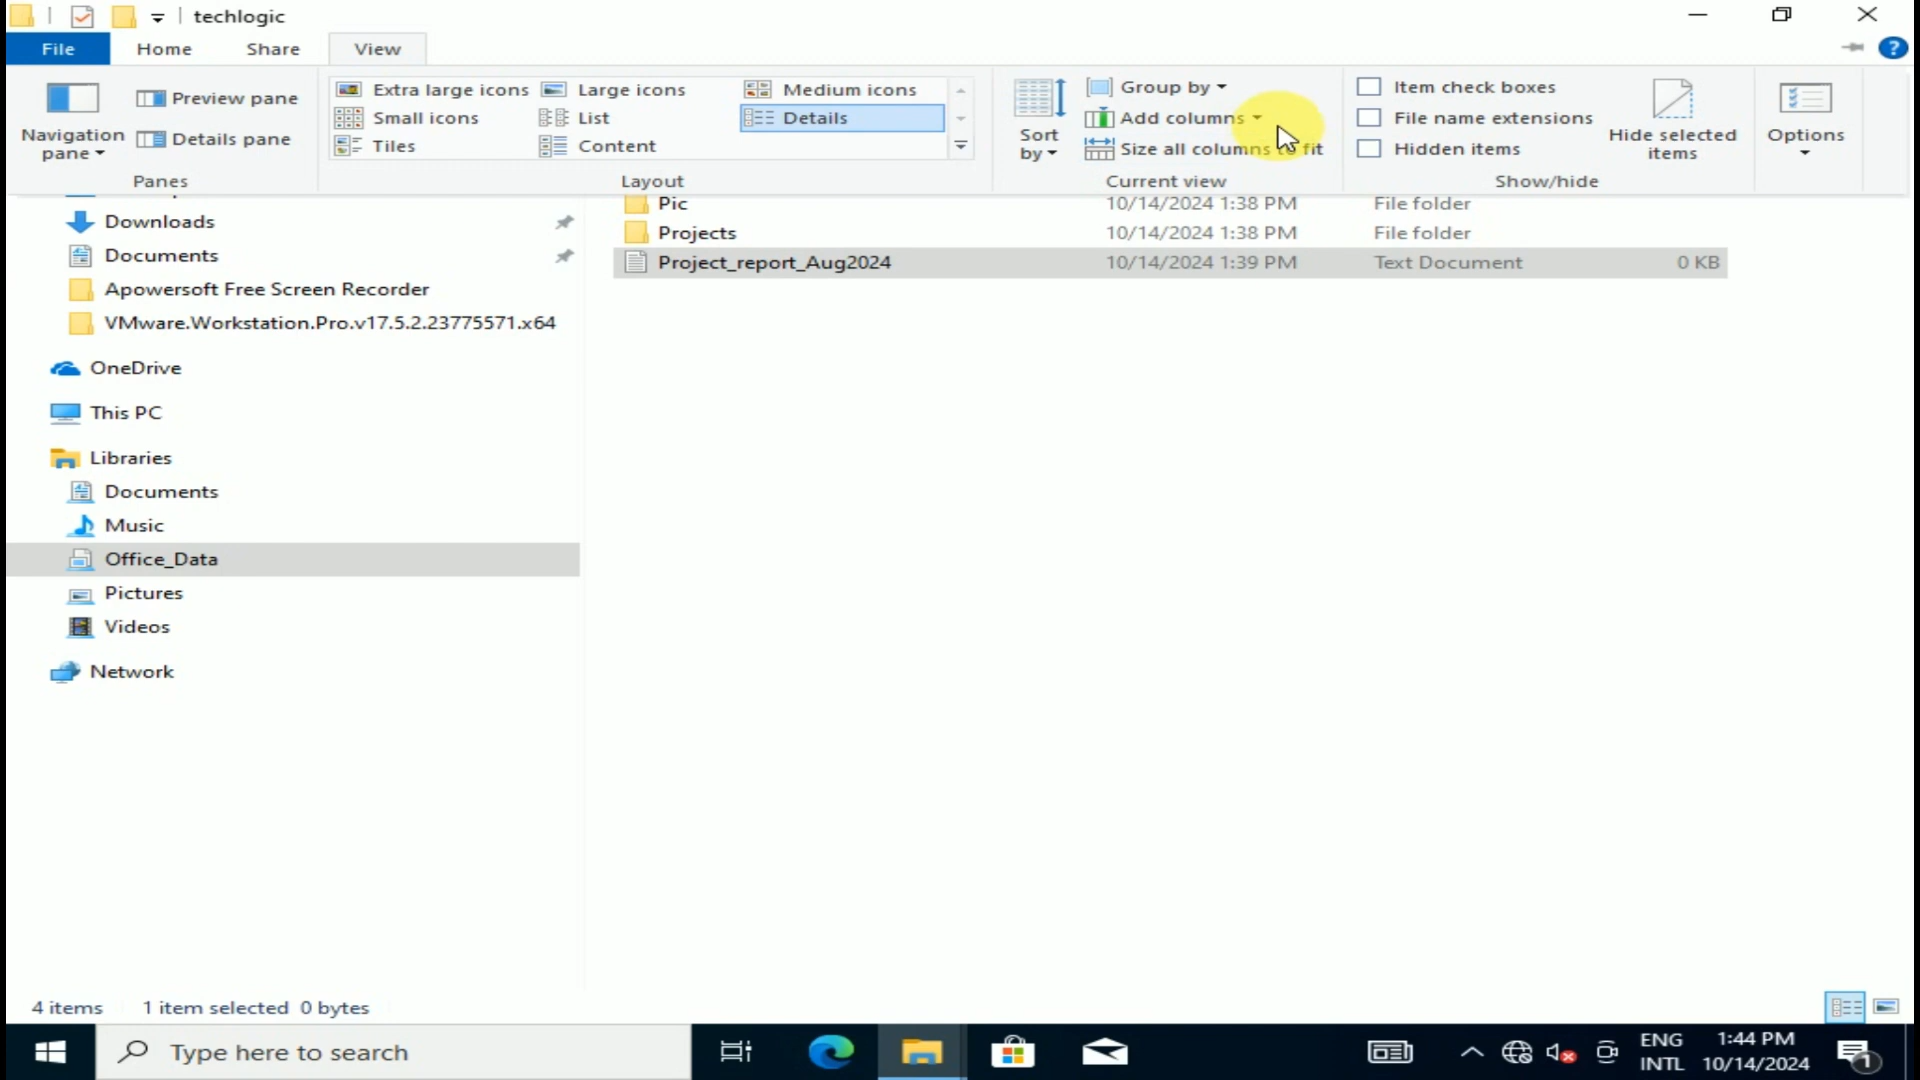 techlogic
File Home Share View
Navigation pane
Preview pane
Details pane
Panes
Extra large icons Large icons Medium icons
Small icons List Details
Tiles Content
Layout
Sort by
Group by
Add columns
Size all columns to fit
Current view
Item check boxes
File name extensions
Hidden items
Hide selected items
Show/hide
Options
Downloads
Documents
Apowersoft Free Screen Recorder
VMware.Workstation.Pro.v17.5.2.23775571.x64
OneDrive
This PC
Libraries
Documents
Music
Office_Data
Pictures
Videos
Network
Pic 10/14/2024 1:38 PM File folder
Projects 10/14/2024 1:38 PM File folder
Project_report_Aug2024 10/14/2024 1:39 PM Text Document 0 KB
4 items 1 item selected 0 bytes
Type here to search
ENG
INTL
1:44 PM
10/14/2024
1